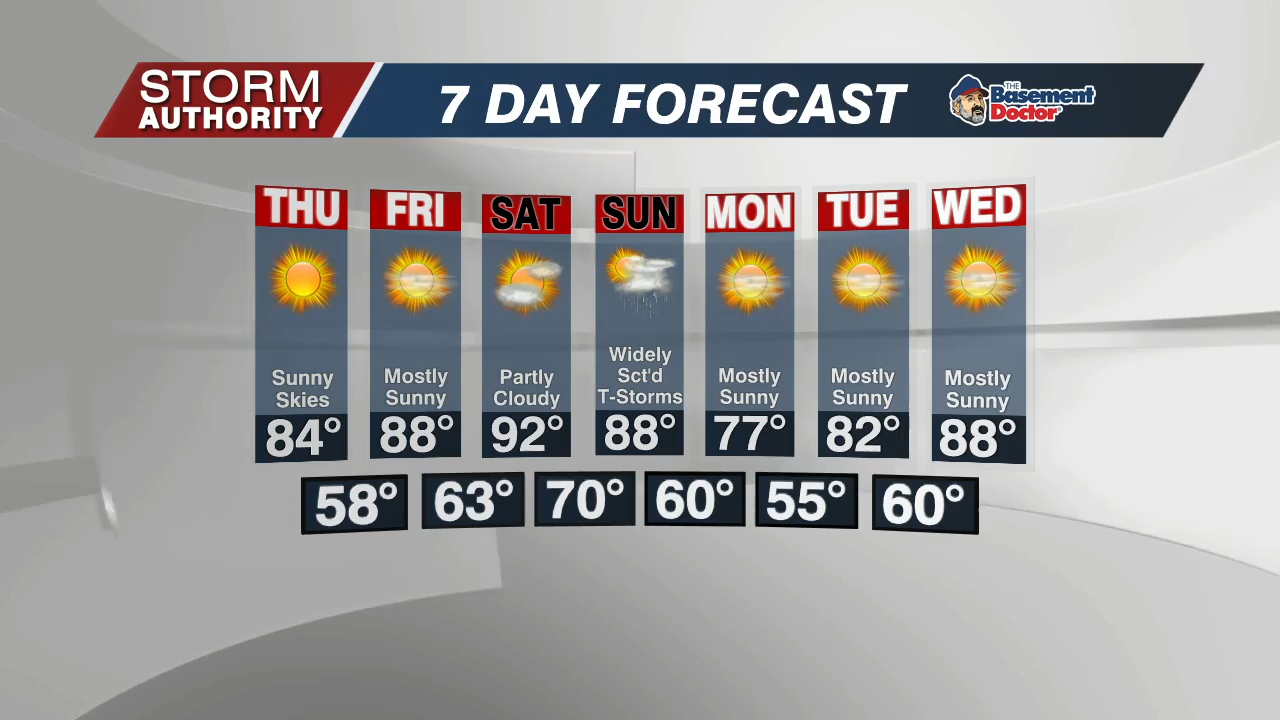 STORM
AUTHORITY
7 DAY FORECAST
THE
Basement
Doctor
THU
Sunny
Skies
84°
FRI
Mostly
Sunny
88°
SAT
Partly
Cloudy
92°
SUN
Widely
Sct'd
T-Storms
88°
MON
Mostly
Sunny
77°
TUE
Mostly
Sunny
82°
WED
Mostly
Sunny
88°
58° 63° 70° 60° 55° 60°